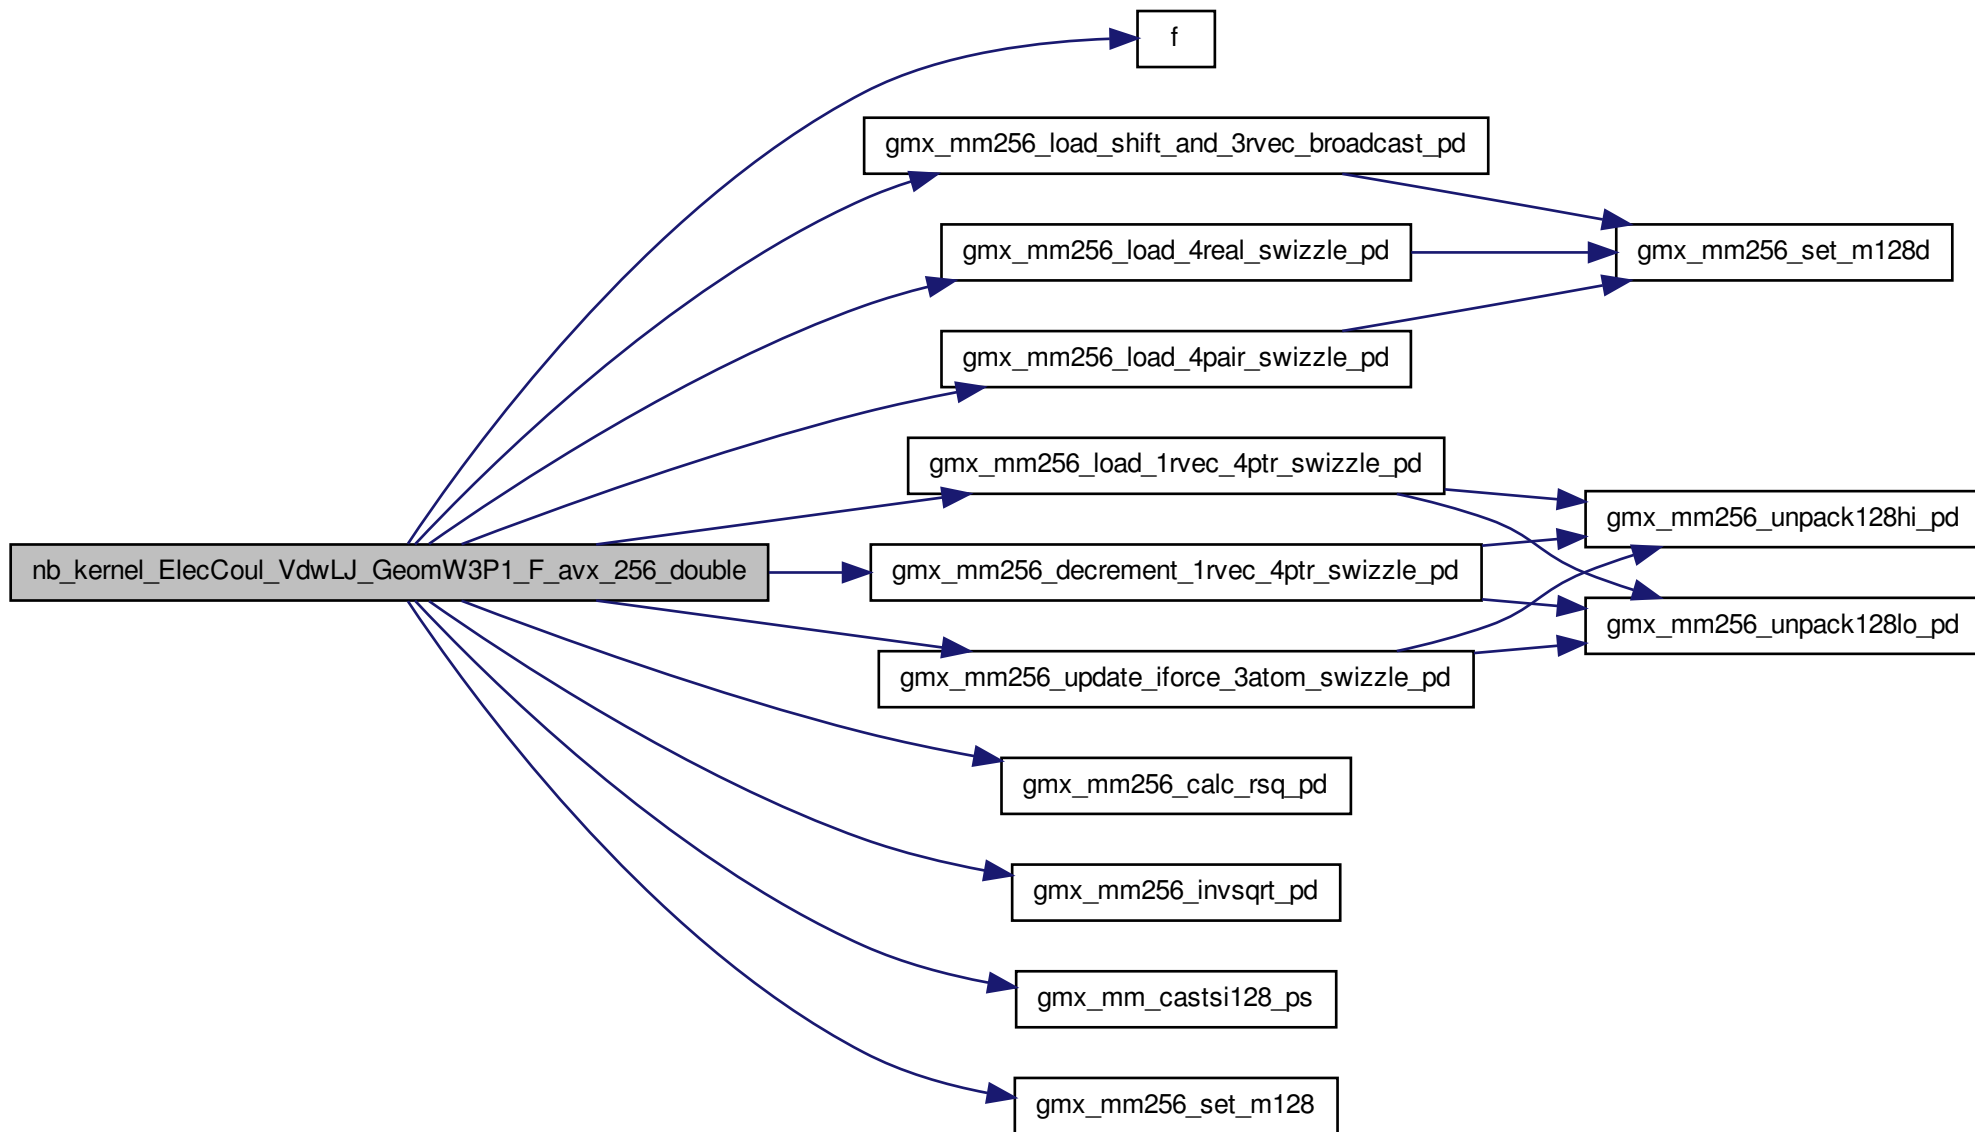 f
gmx_mm256_load_shift_and_3rvec_broadcast_pd
gmx_mm256_load_4real_swizzle_pd
gmx_mm256_set_m128d
gmx_mm256_load_4pair_swizzle_pd
gmx_mm256_load_1rvec_4ptr_swizzle_pd
gmx_mm256_unpack128hi_pd
nb_kernel_ElecCoul_VdwLJ_GeomW3P1_F_avx_256_double
gmx_mm256_decrement_1rvec_4ptr_swizzle_pd
gmx_mm256_unpack128lo_pd
gmx_mm256_update_iforce_3atom_swizzle_pd
gmx_mm256_calc_rsq_pd
gmx_mm256_invsqrt_pd
gmx_mm_castsi128_ps
gmx_mm256_set_m128